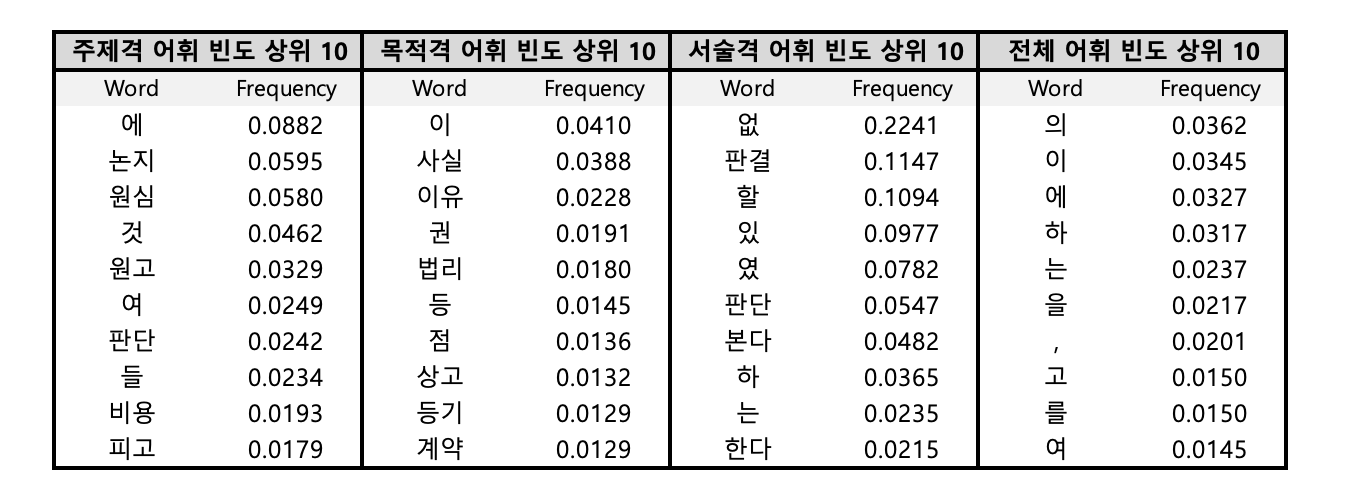 주제격 어휘 빈도 상위 10 목적격 어휘 빈도 상위 10 서술격 어휘 빈도 상위 10 전체 어휘 빈도 상위 10
Word Frequency Word Frequency Word Frequency Word Frequency
에 0.0882 이 0.0410 없 0.2241 의 0.0362
논지 0.0595 사실 0.0388 판결 0.1147 이 0.0345
원심 0.0580 이유 0.0228 할 0.1094 에 0.0327
것 0.0462 권 0.0191 있 0.0977 하 0.0317
원고 0.0329 법리 0.0180 였 0.0782 는 0.0237
여 0.0249 등 0.0145 판단 0.0547 을 0.0217
판단 0.0242 점 0.0136 본다 0.0482 , 0.0201
들 0.0234 상고 0.0132 하 0.0365 고 0.0150
비용 0.0193 등기 0.0129 는 0.0235 를 0.0150
피고 0.0179 계약 0.0129 한다 0.0215 여 0.0145